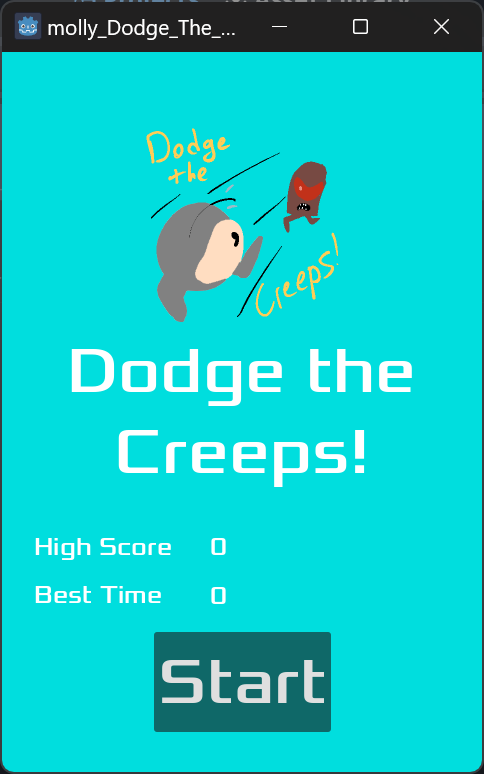 molly_Dodge_The_...
Dodge
the
Creeps!
Dodge the
Creeps!
High Score 0
Best Time 0
Start